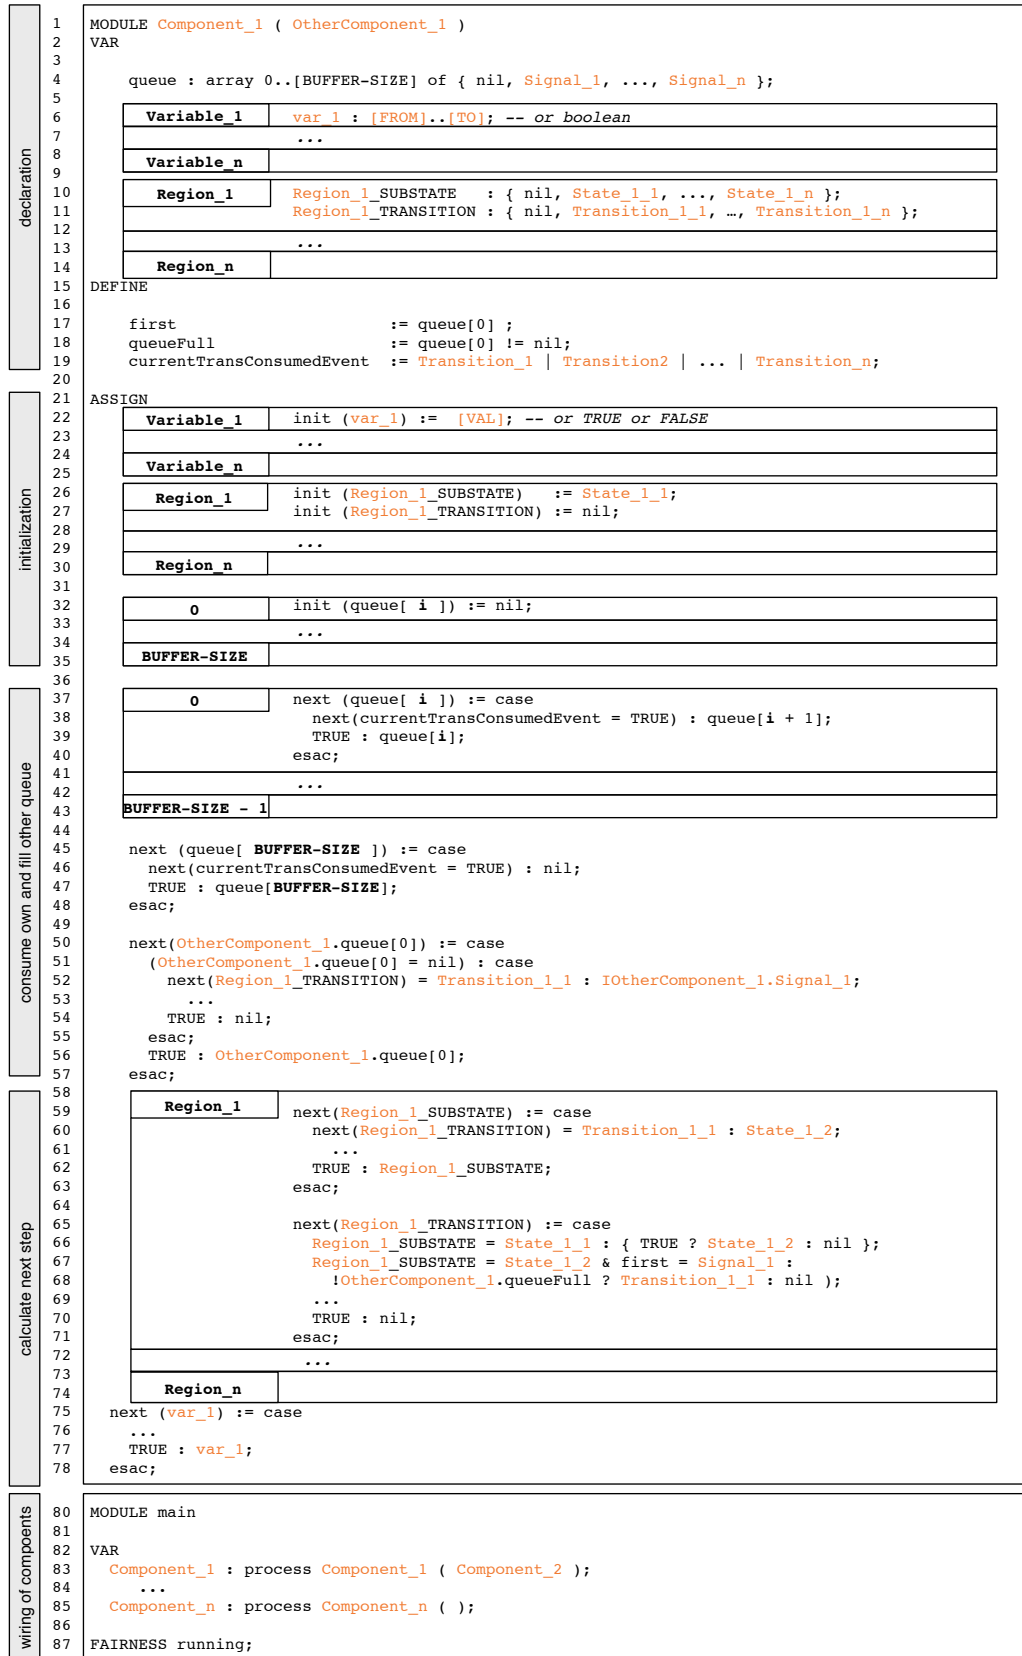 declaration
1 MODULE Component_1 ( OtherComponent_1 )
2 VAR
3
4 queue : array 0..[BUFFER-SIZE] of { nil, Signal_1, ..., Signal_n };
5
6 Variable_1 var_1 : [FROM]..[TO]; -- or boolean
7 ...
8 Variable_n
9
10 Region_1 Region_1_SUBSTATE : { nil, State_1_1, ..., State_1_n };
11 Region_1_TRANSITION : { nil, Transition_1_1, …, Transition_1_n };
12
13 ...
14 Region_n
15 DEFINE
16
17 first := queue[0] ;
18 queueFull := queue[0] != nil;
19 currentTransConsumedEvent := Transition_1 | Transition2 | ... | Transition_n;
20
initialization
21 ASSIGN
22 Variable_1 init (var_1) := [VAL]; -- or TRUE or FALSE
23 ...
24
25 Variable_n
26 Region_1 init (Region_1_SUBSTATE) := State_1_1;
27 init (Region_1_TRANSITION) := nil;
28
29 ...
30 Region_n
31
32 0 init (queue[ i ]) := nil;
33
34 ...
35 BUFFER-SIZE
36
consume own and fill other queue
37 0 next (queue[ i ]) := case
38 next(currentTransConsumedEvent = TRUE) : queue[i + 1];
39 TRUE : queue[i];
40 esac;
41
42 ...
43 BUFFER-SIZE - 1
44
45 next (queue[ BUFFER-SIZE ]) := case
46 next(currentTransConsumedEvent = TRUE) : nil;
47 TRUE : queue[BUFFER-SIZE];
48 esac;
49
50 next(OtherComponent_1.queue[0]) := case
51 (OtherComponent_1.queue[0] = nil) : case
52 next(Region_1_TRANSITION) = Transition_1_1 : IOtherComponent_1.Signal_1;
53 ...
54 TRUE : nil;
55 esac;
56 TRUE : OtherComponent_1.queue[0];
57 esac;
calculate next step
58
59 Region_1 next(Region_1_SUBSTATE) := case
60 next(Region_1_TRANSITION) = Transition_1_1 : State_1_2;
61 ...
62 TRUE : Region_1_SUBSTATE;
63 esac;
64
65 next(Region_1_TRANSITION) := case
66 Region_1_SUBSTATE = State_1_1 : { TRUE ? State_1_2 : nil };
67 Region_1_SUBSTATE = State_1_2 & first = Signal_1 :
68 !OtherComponent_1.queueFull ? Transition_1_1 : nil );
69 ...
70 TRUE : nil;
71 esac;
72 ...
73
74 Region_n
75 next (var_1) := case
76 ...
77 TRUE : var_1;
78 esac;
wiring of compoents
80 MODULE main
81
82 VAR
83 Component_1 : process Component_1 ( Component_2 );
84 ...
85 Component_n : process Component_n ( );
86
87 FAIRNESS running;